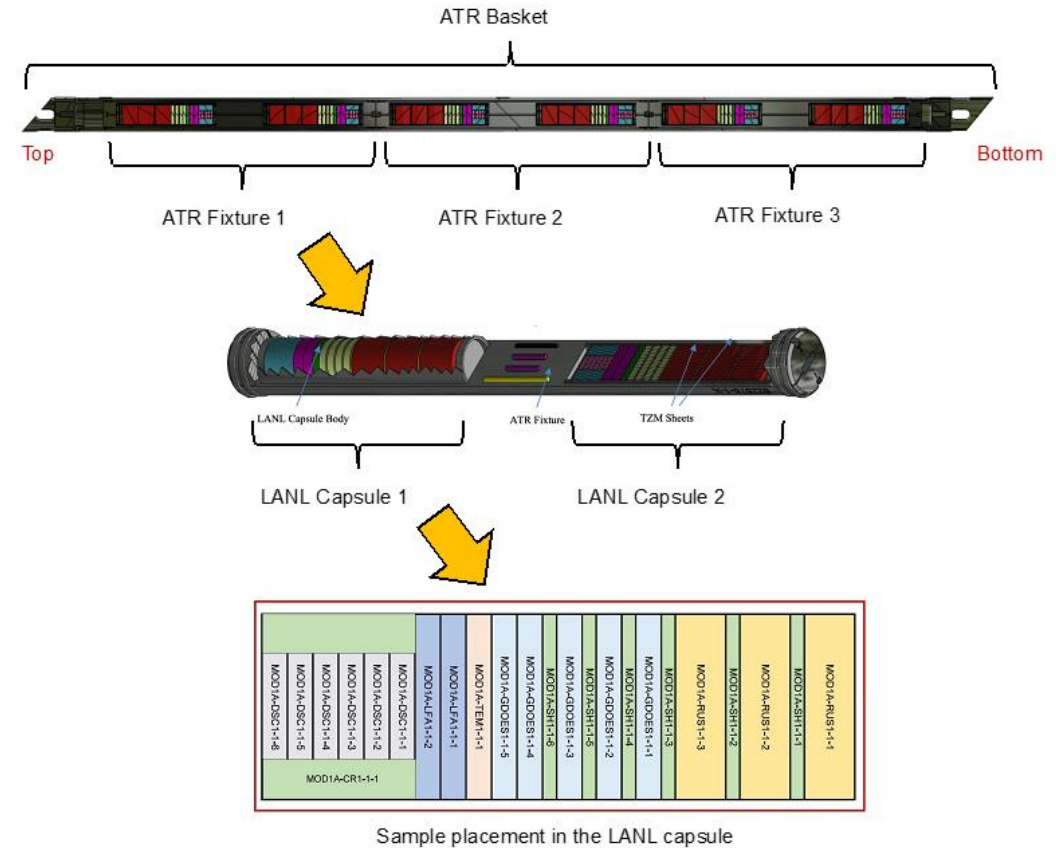 ATR Basket
Top
Bottom
ATR Fixture 1
ATR Fixture 2
ATR Fixture 3
LANL Capsule Body
ATR Fixture
TZM Sheets
LANL Capsule 1
LANL Capsule 2
MOD1A-DSC1-1-6
MOD1A-DSC1-1-5
MOD1A-DSC1-1-4
MOD1A-DSC1-1-3
MOD1A-DSC1-1-2
MOD1A-DSC1-1-1
MOD1A-CR1-1-1
MOD1A-LFA1-1-2
MOD1A-LFA1-1-1
MOD1A-TEM1-1-1
MOD1A-GDOES1-1-5
MOD1A-GDOES1-1-4
MOD1A-SH1-1-6
MOD1A-GDOES1-1-3
MOD1A-SH1-1-5
MOD1A-GDOES1-1-2
MOD1A-SH1-1-4
MOD1A-GDOES1-1-1
MOD1A-SH1-1-3
MOD1A-RUS1-1-3
MOD1A-SH1-1-2
MOD1A-RUS1-1-2
MOD1A-SH1-1-1
MOD1A-RUS1-1-1
Sample placement in the LANL capsule